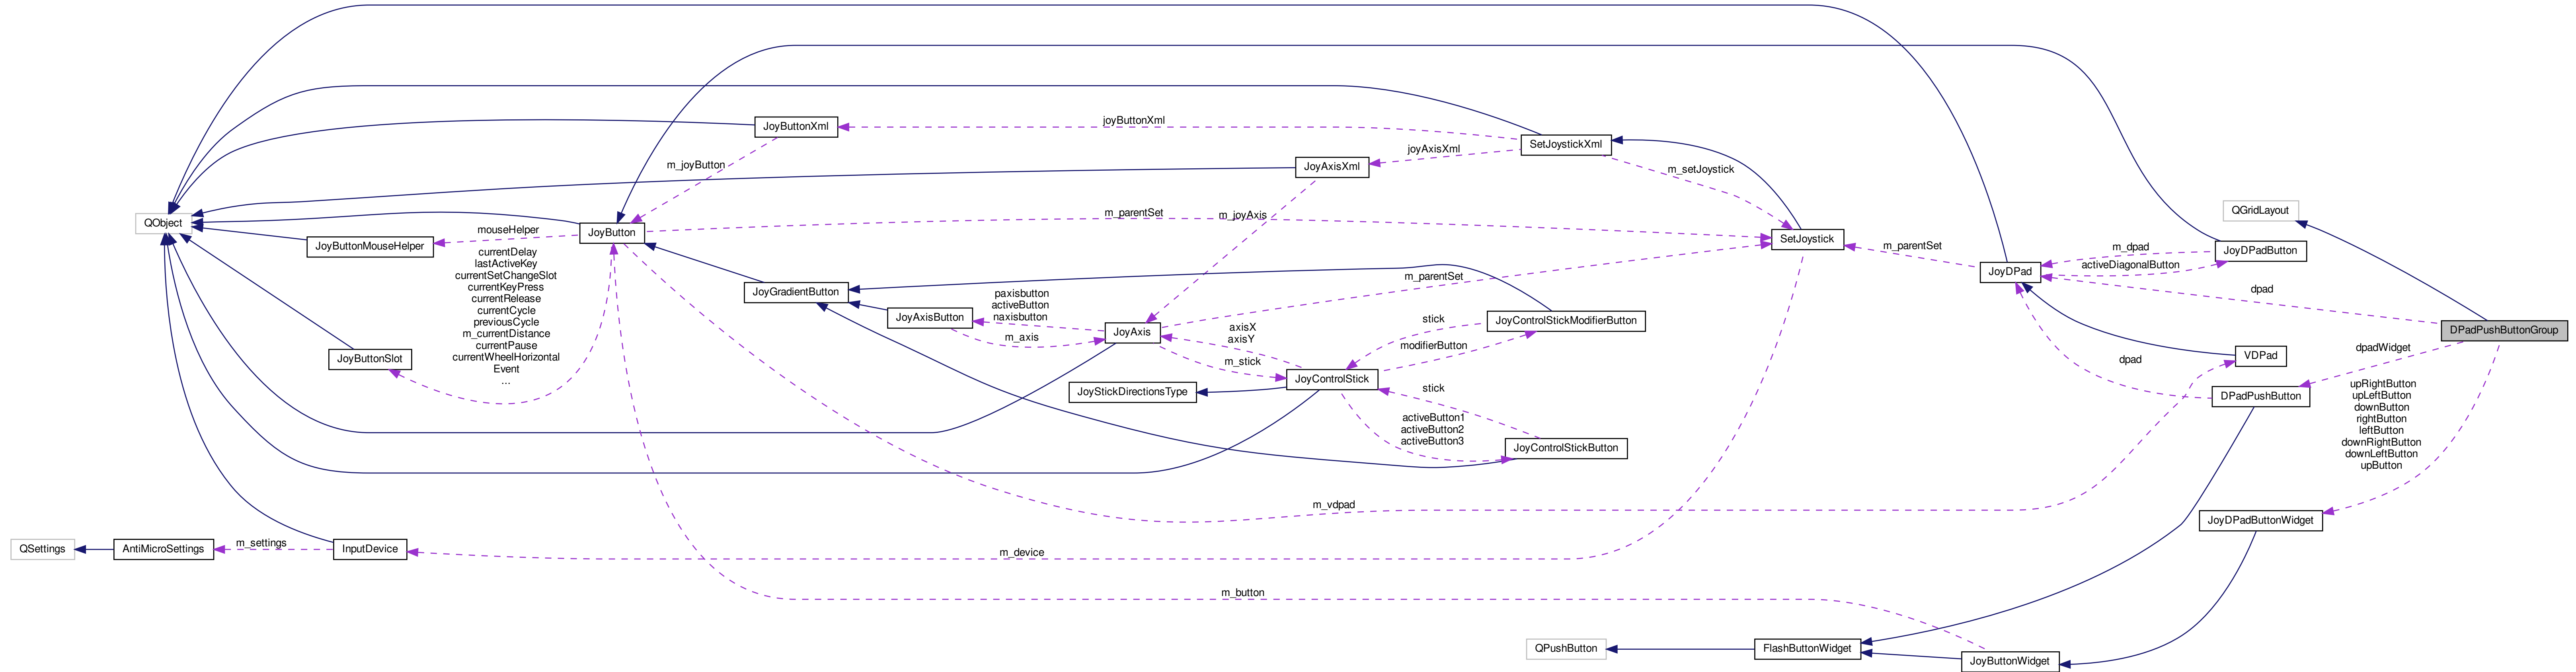 joyButtonXml
JoyButtonXml
SetJoystickXml
joyAxisXml
m_joyButton
JoyAxisXml
m_setJoystick
QObject
m_parentSet
m_joyAxis
QGridLayout
JoyButton
mouseHelper
SetJoystick
JoyButtonMouseHelper
m_parentSet
m_dpad
JoyDPadButton
currentDelay
lastActiveKey
currentSetChangeSlot
currentKeyPress
currentRelease
currentCycle
previousCycle
m_currentDistance
currentPause
currentWheelHorizontal
Event
...
activeDiagonalButton
JoyDPad
m_parentSet
JoyGradientButton
dpad
paxisbutton
activeButton
naxisbutton
JoyAxisButton
JoyAxis
m_axis
axisX
axisY
stick
JoyControlStickModifierButton
DPadPushButtonGroup
modifierButton
dpadWidget
JoyButtonSlot
m_stick
dpad
VDPad
JoyControlStick
JoyStickDirectionsType
stick
DPadPushButton
upRightButton
upLeftButton
downButton
rightButton
leftButton
downRightButton
downLeftButton
upButton
activeButton1
activeButton2
activeButton3
JoyControlStickButton
m_vdpad
JoyDPadButtonWidget
QSettings
AntiMicroSettings
m_settings
InputDevice
m_device
m_button
QPushButton
FlashButtonWidget
JoyButtonWidget